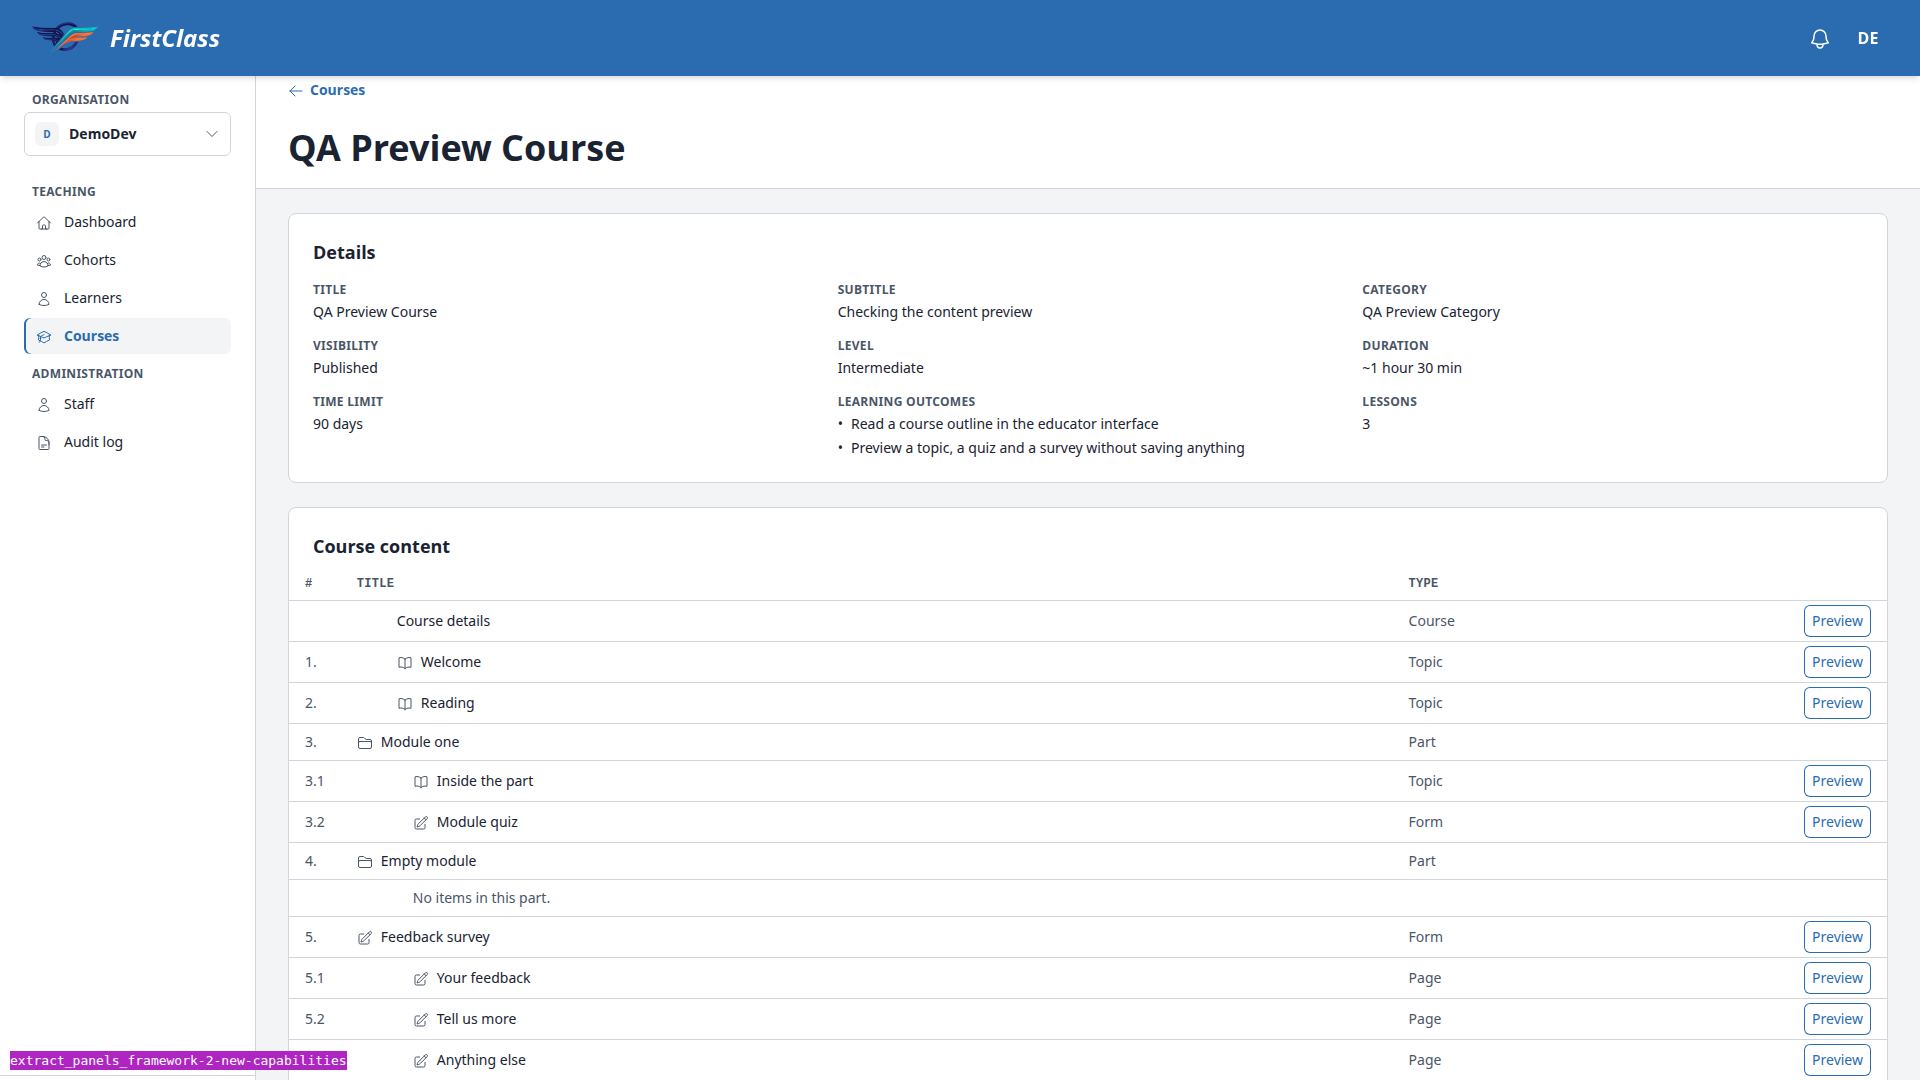 FirstClass
DE
ORGANISATION
D DemoDev
TEACHING
Dashboard
Cohorts
Learners
Courses
ADMINISTRATION
Staff
Audit log
Courses
QA Preview Course
Details
TITLE
QA Preview Course
SUBTITLE
Checking the content preview
CATEGORY
QA Preview Category
VISIBILITY
Published
LEVEL
Intermediate
DURATION
~1 hour 30 min
TIME LIMIT
90 days
LEARNING OUTCOMES
• Read a course outline in the educator interface
• Preview a topic, a quiz and a survey without saving anything
LESSONS
3
Course content
# TITLE TYPE
Course details Course Preview
1. Welcome Topic Preview
2. Reading Topic Preview
3. Module one Part
3.1 Inside the part Topic Preview
3.2 Module quiz Form Preview
4. Empty module Part
No items in this part.
5. Feedback survey Form Preview
5.1 Your feedback Page Preview
5.2 Tell us more Page Preview
Anything else Page Preview
extract_panels_framework-2-new-capabilities